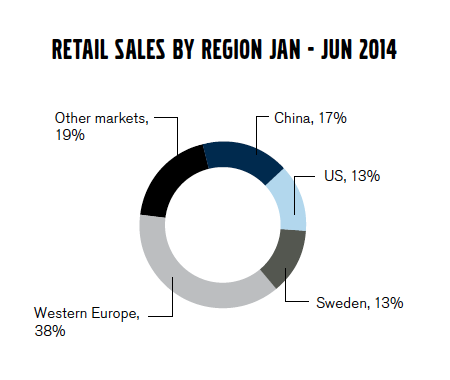 RETAIL SALES BY REGION JAN - JUN 2014
Other markets,
19%
China, 17%
US, 13%
Sweden, 13%
Western Europe,
38%